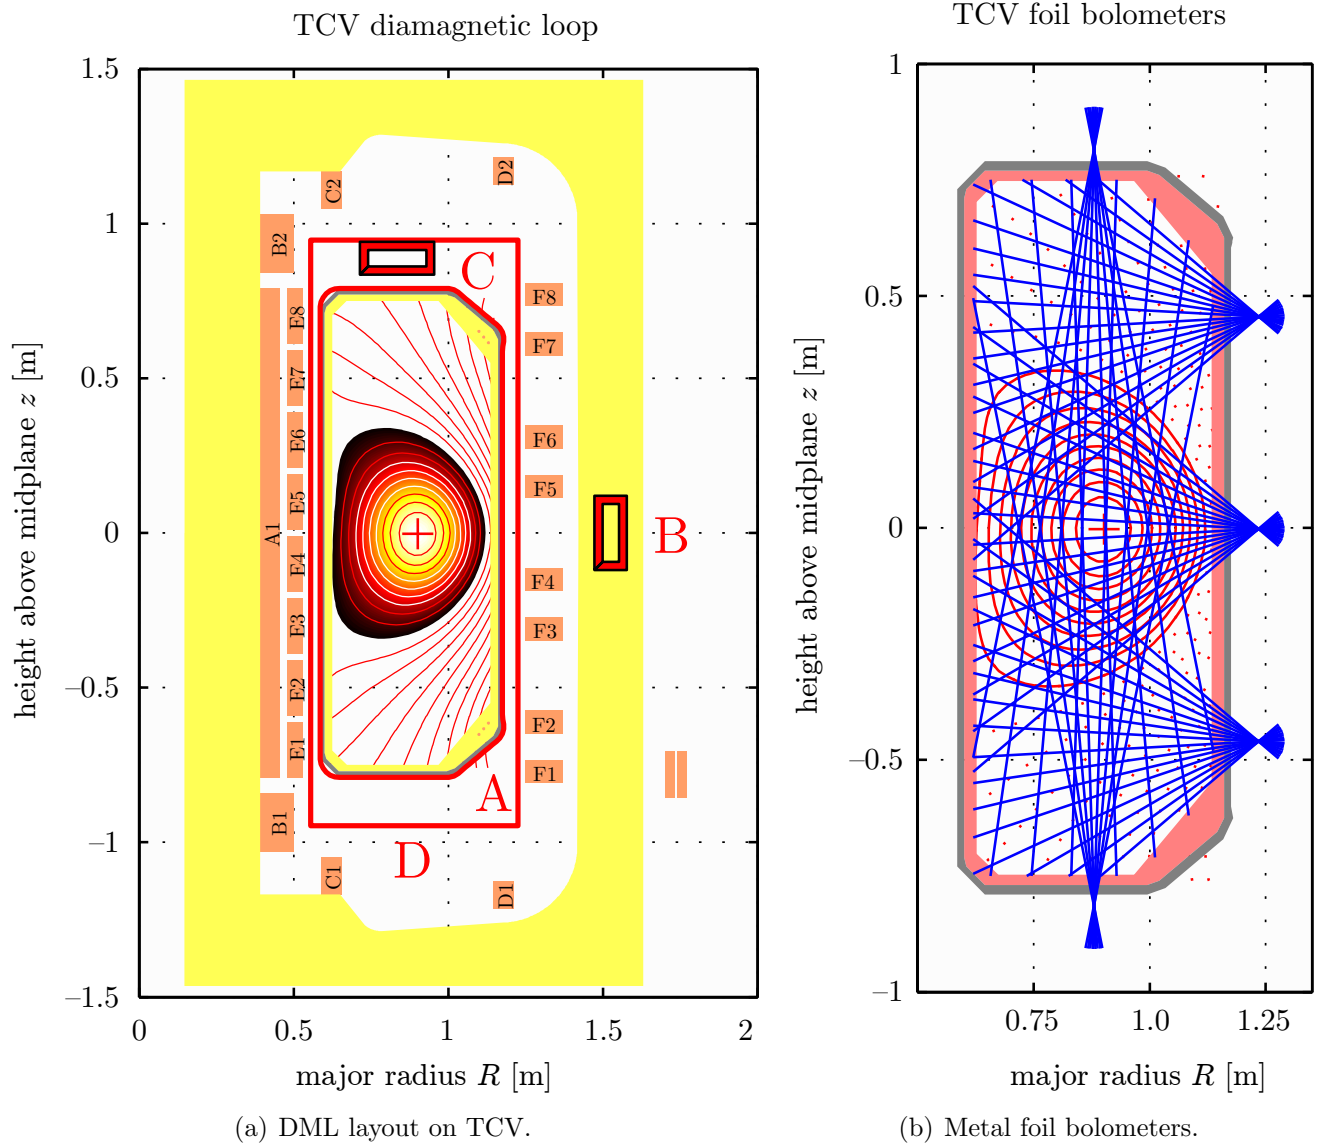 TCV diamagnetic loop
1.5
1
0.5
0
−0.5
−1
−1.5
0
0.5
1
1.5
2
height above midplane z [m]
major radius R [m]
C2
D2
B2
C
F8
E8
F7
E7
E6
F6
E5
F5
A1
B
E4
F4
E3
F3
E2
F2
E1
F1
A
B1
D
C1
D1
(a) DML layout on TCV.
TCV foil bolometers
1
0.5
0
−0.5
−1
0.75
1.0
1.25
height above midplane z [m]
major radius R [m]
(b) Metal foil bolometers.